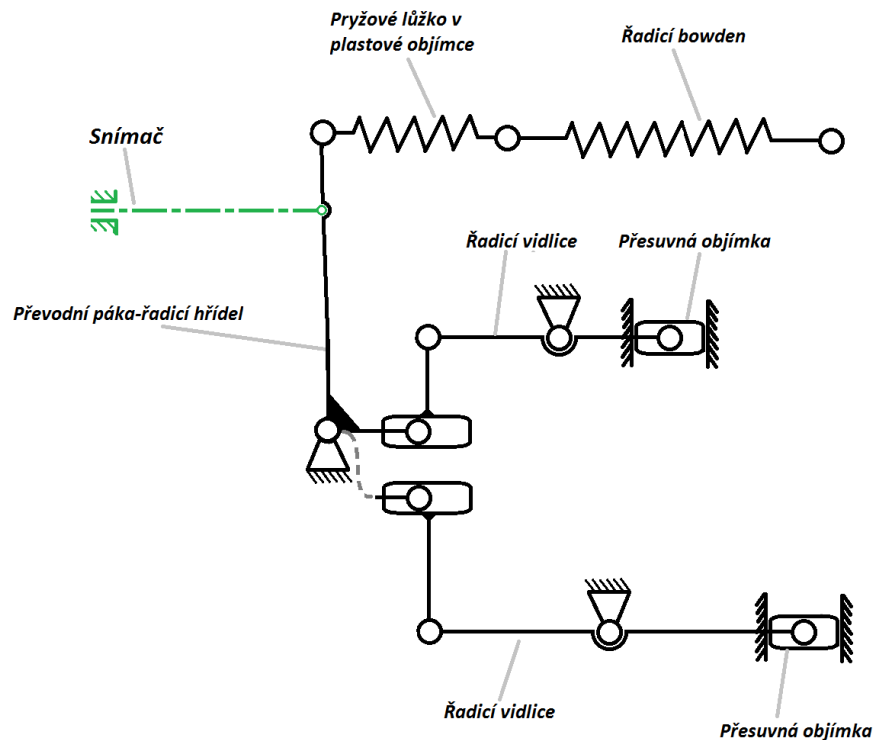 Pryžové lůžko v
plastové objímce
Řadicí bowden
Snímač
Řadicí vidlice
Přesuvná objímka
Převodní páka-řadicí hřídel
Řadicí vidlice
Přesuvná objímka